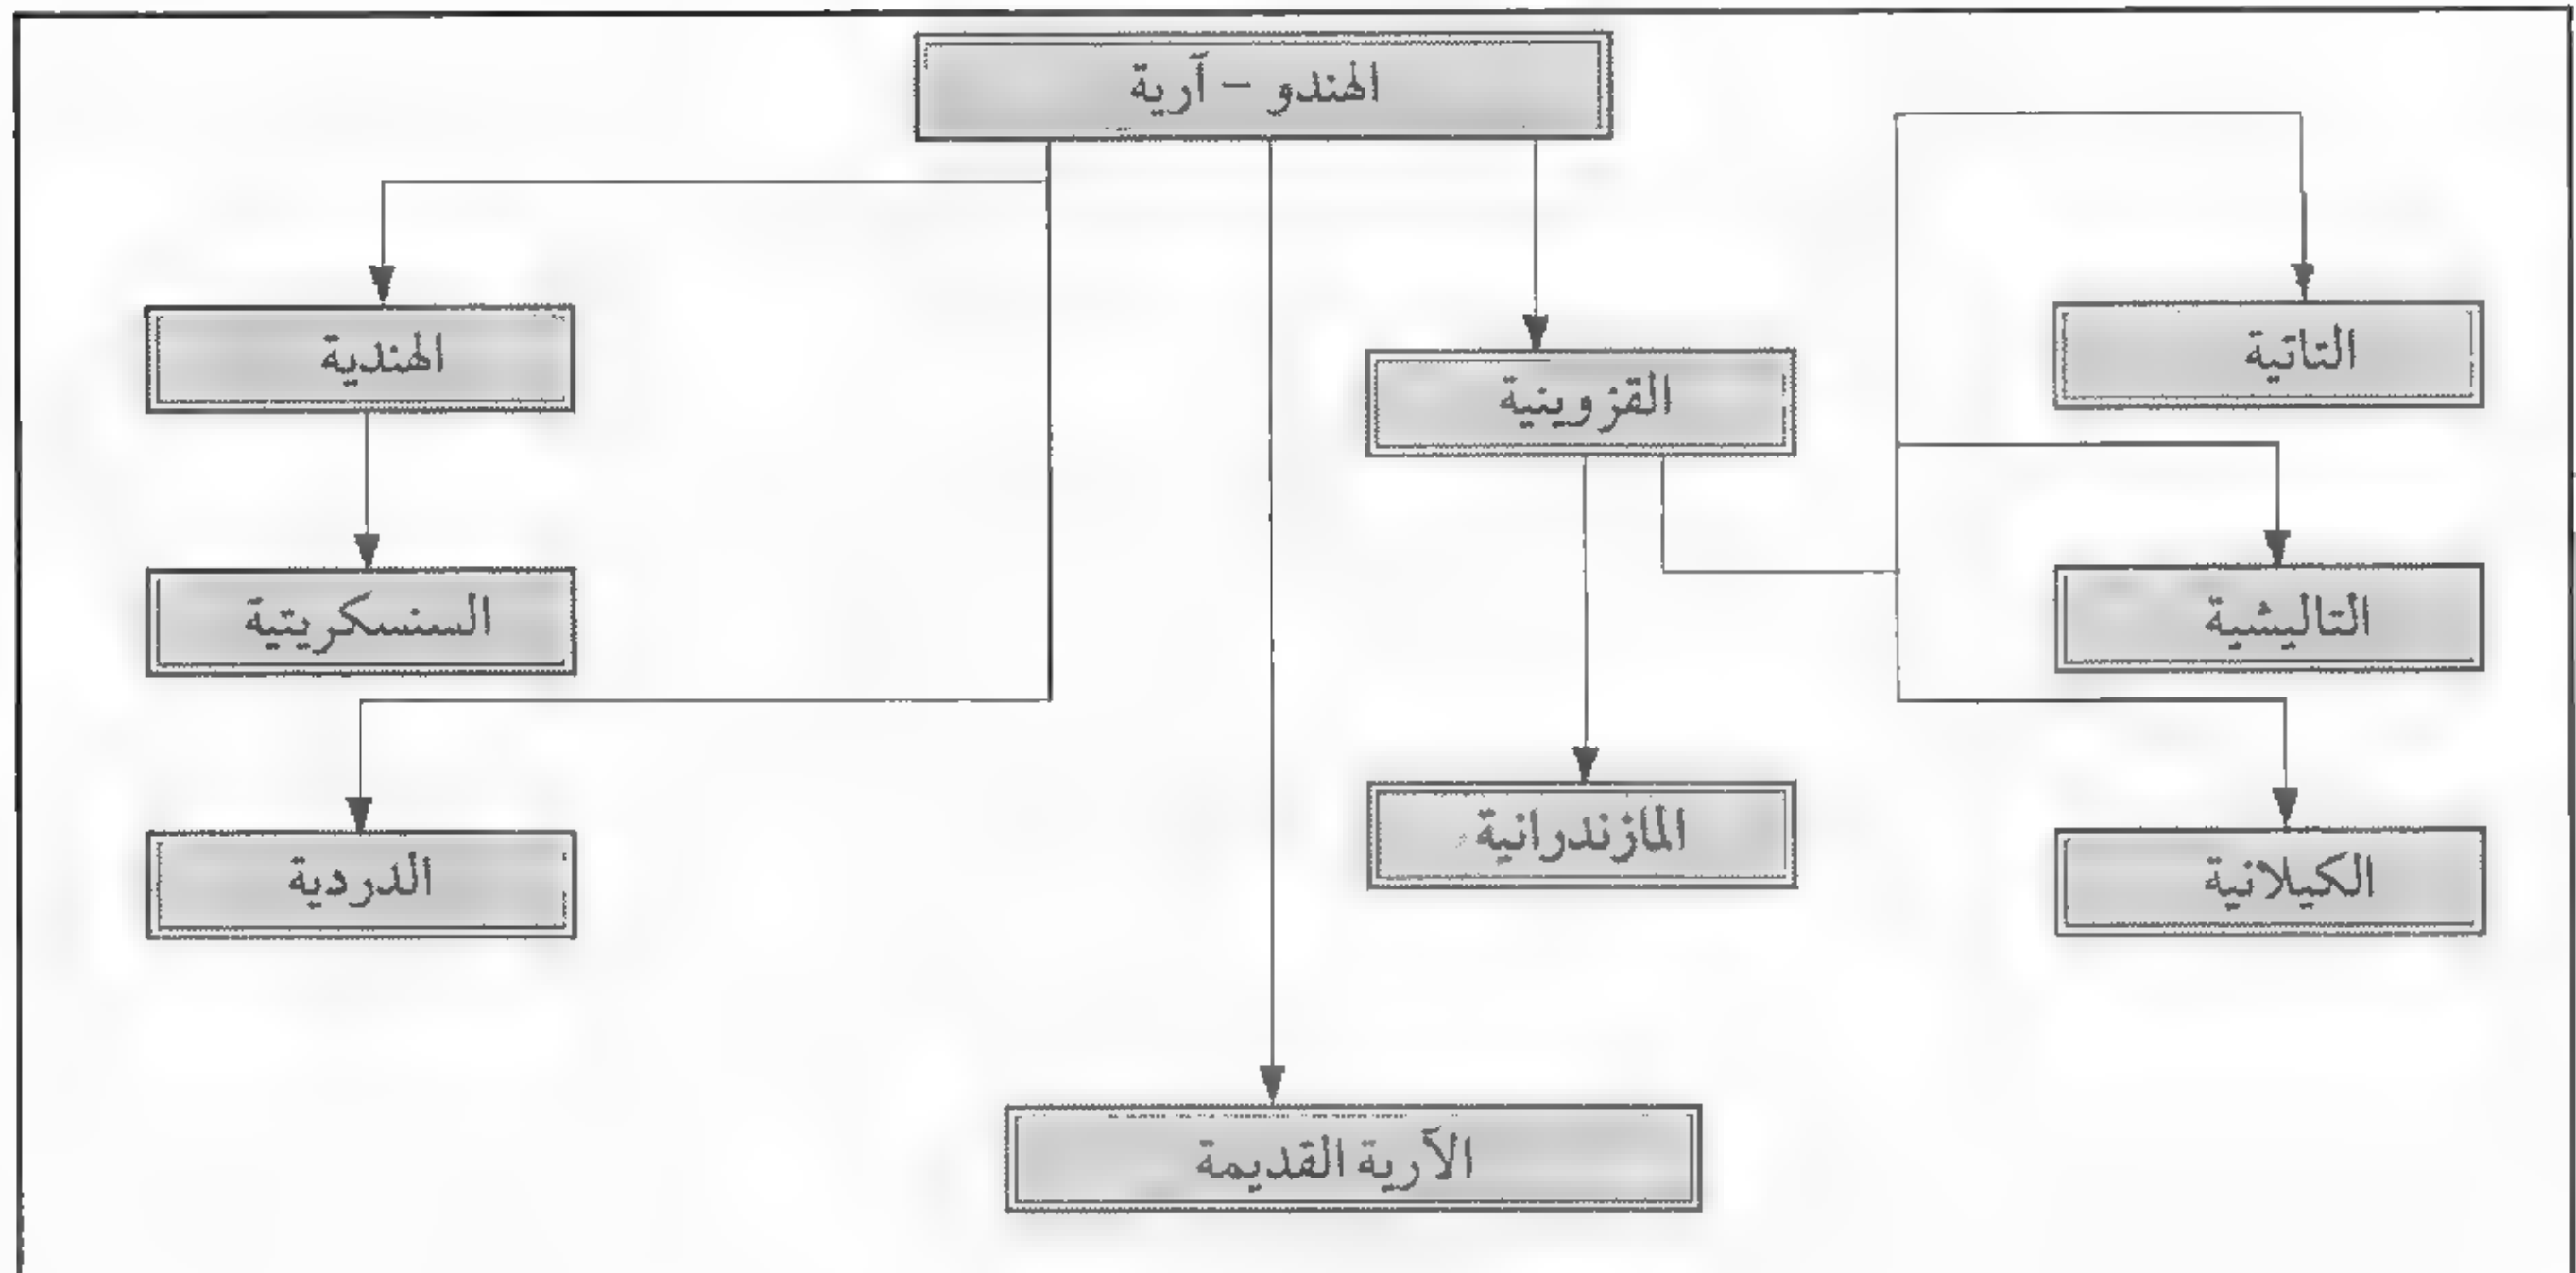 الهندو – آرية
التاتية
القزوينية
الهندية
التاليشية
السنسكريتية
المازندرانية
الكيلانية
الدردية
الآرية القديمة